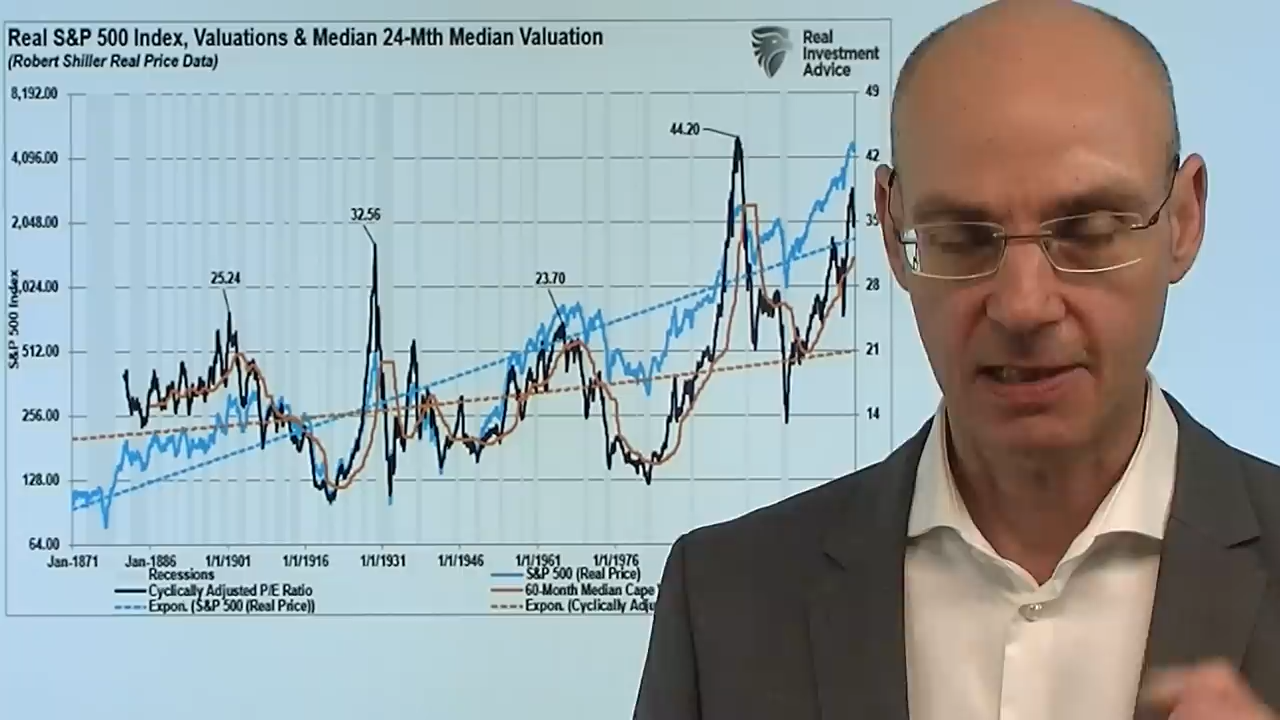 Real S&P 500 Index, Valuations & Median 24-Mth Median Valuation
(Robert Shiller Real Price Data)
Real
Investment
Advice
8,192.00
4,096.00
2,048.00
,024.00
512.00
256.00
128.00
64.00
S&P 500 Index
49
42
35
28
21
14
25.24
32.56
23.70
44.20
Jan-1871
Jan-1886
1/1/1901
1/1/1916
1/1/1931
1/1/1946
1/1/1961
1/1/1976
Recessions
S&P 500 (Real Price)
Cyclically Adjusted P/E Ratio
60-Month Median Cape
Expon. (S&P 500 (Real Price))
Expon. (Cyclically Adju